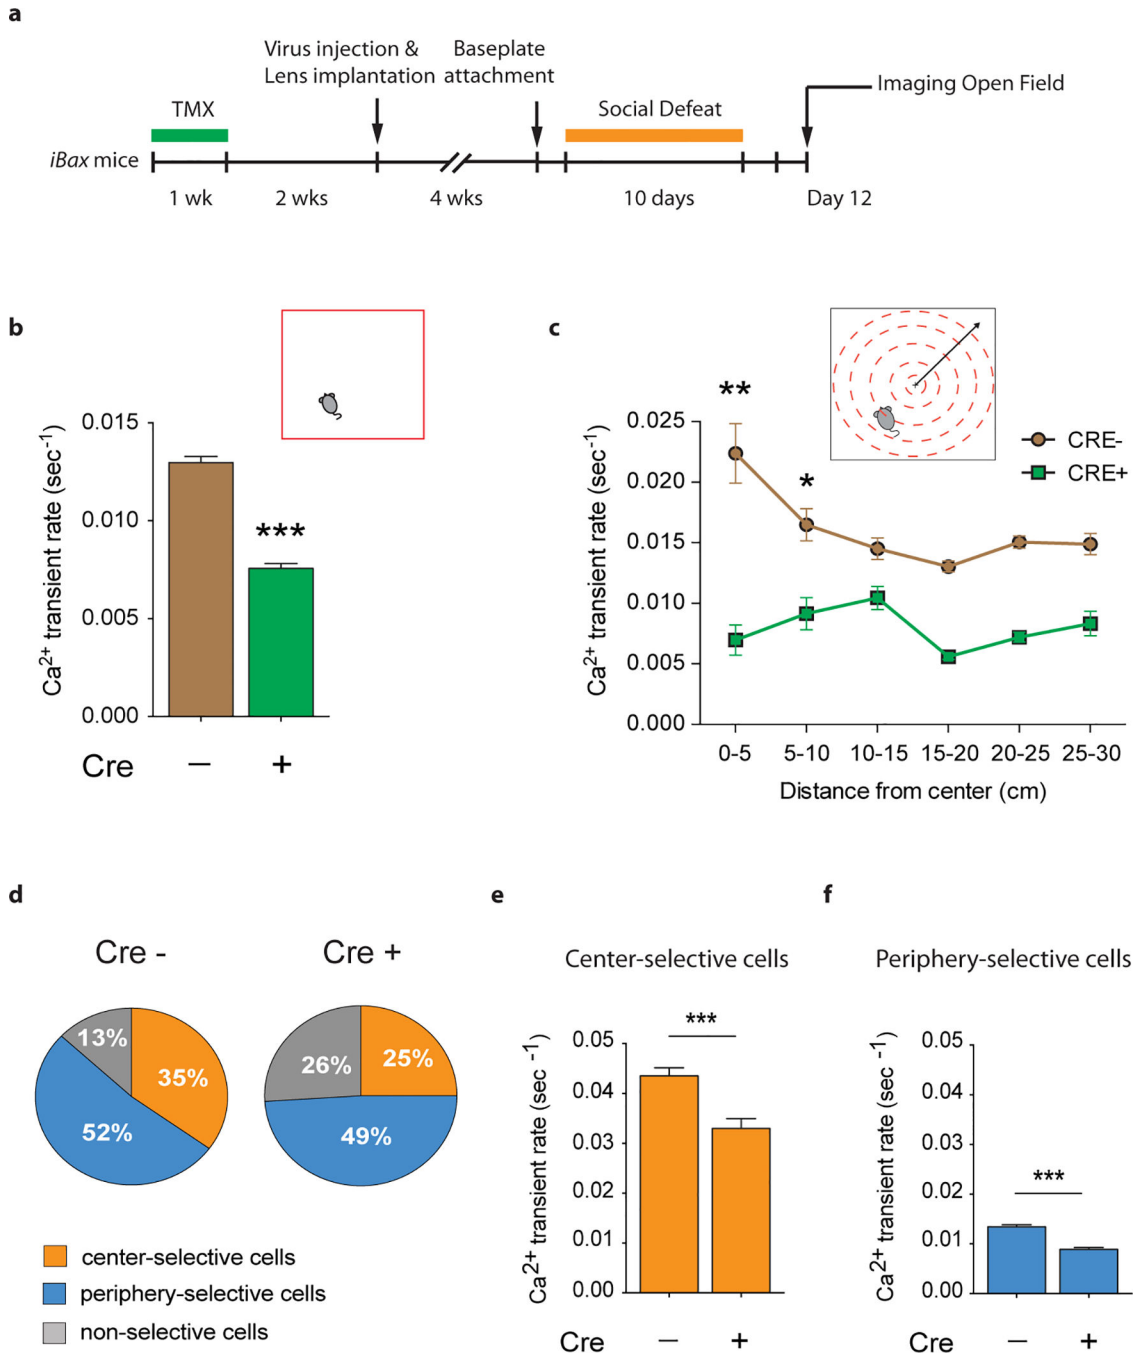 a
Virus injection &
Lens implantation
Baseplate
attachment
Imaging Open Field
TMX
Social Defeat
iBax mice
1 wk
2 wks
4 wks
10 days
Day 12
b
Ca2+ transient rate (sec-1)
0.015
0.010
0.005
0.000
***
Cre
−
+
c
Ca2+ transient rate (sec-1)
0.025
0.020
0.015
0.010
0.005
0.000
**
*
CRE-
CRE+
0-5
5-10
10-15
15-20
20-25
25-30
Distance from center (cm)
d
Cre -
Cre +
13%
35%
52%
26%
25%
49%
center-selective cells
periphery-selective cells
non-selective cells
e
Center-selective cells
Ca2+ transient rate (sec -1)
0.05
0.04
0.03
0.02
0.01
0.00
***
Cre
−
+
f
Periphery-selective cells
Ca2+ transient rate (sec -1)
0.05
0.04
0.03
0.02
0.01
0.00
***
Cre
−
+